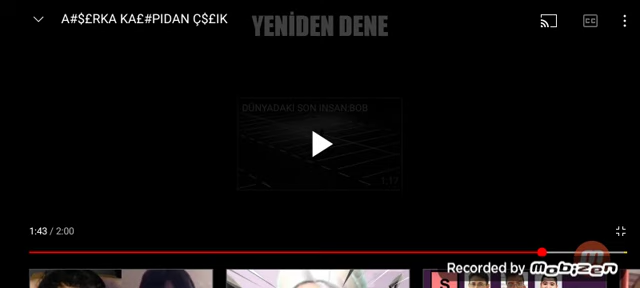 A#$£RKA KA£#PIDAN Ç$£IK
YENİDEN DENE
DÜNYADAKİ SON INSAN:BOB
1:17
1:43 / 2:00
Recorded by
mobizen